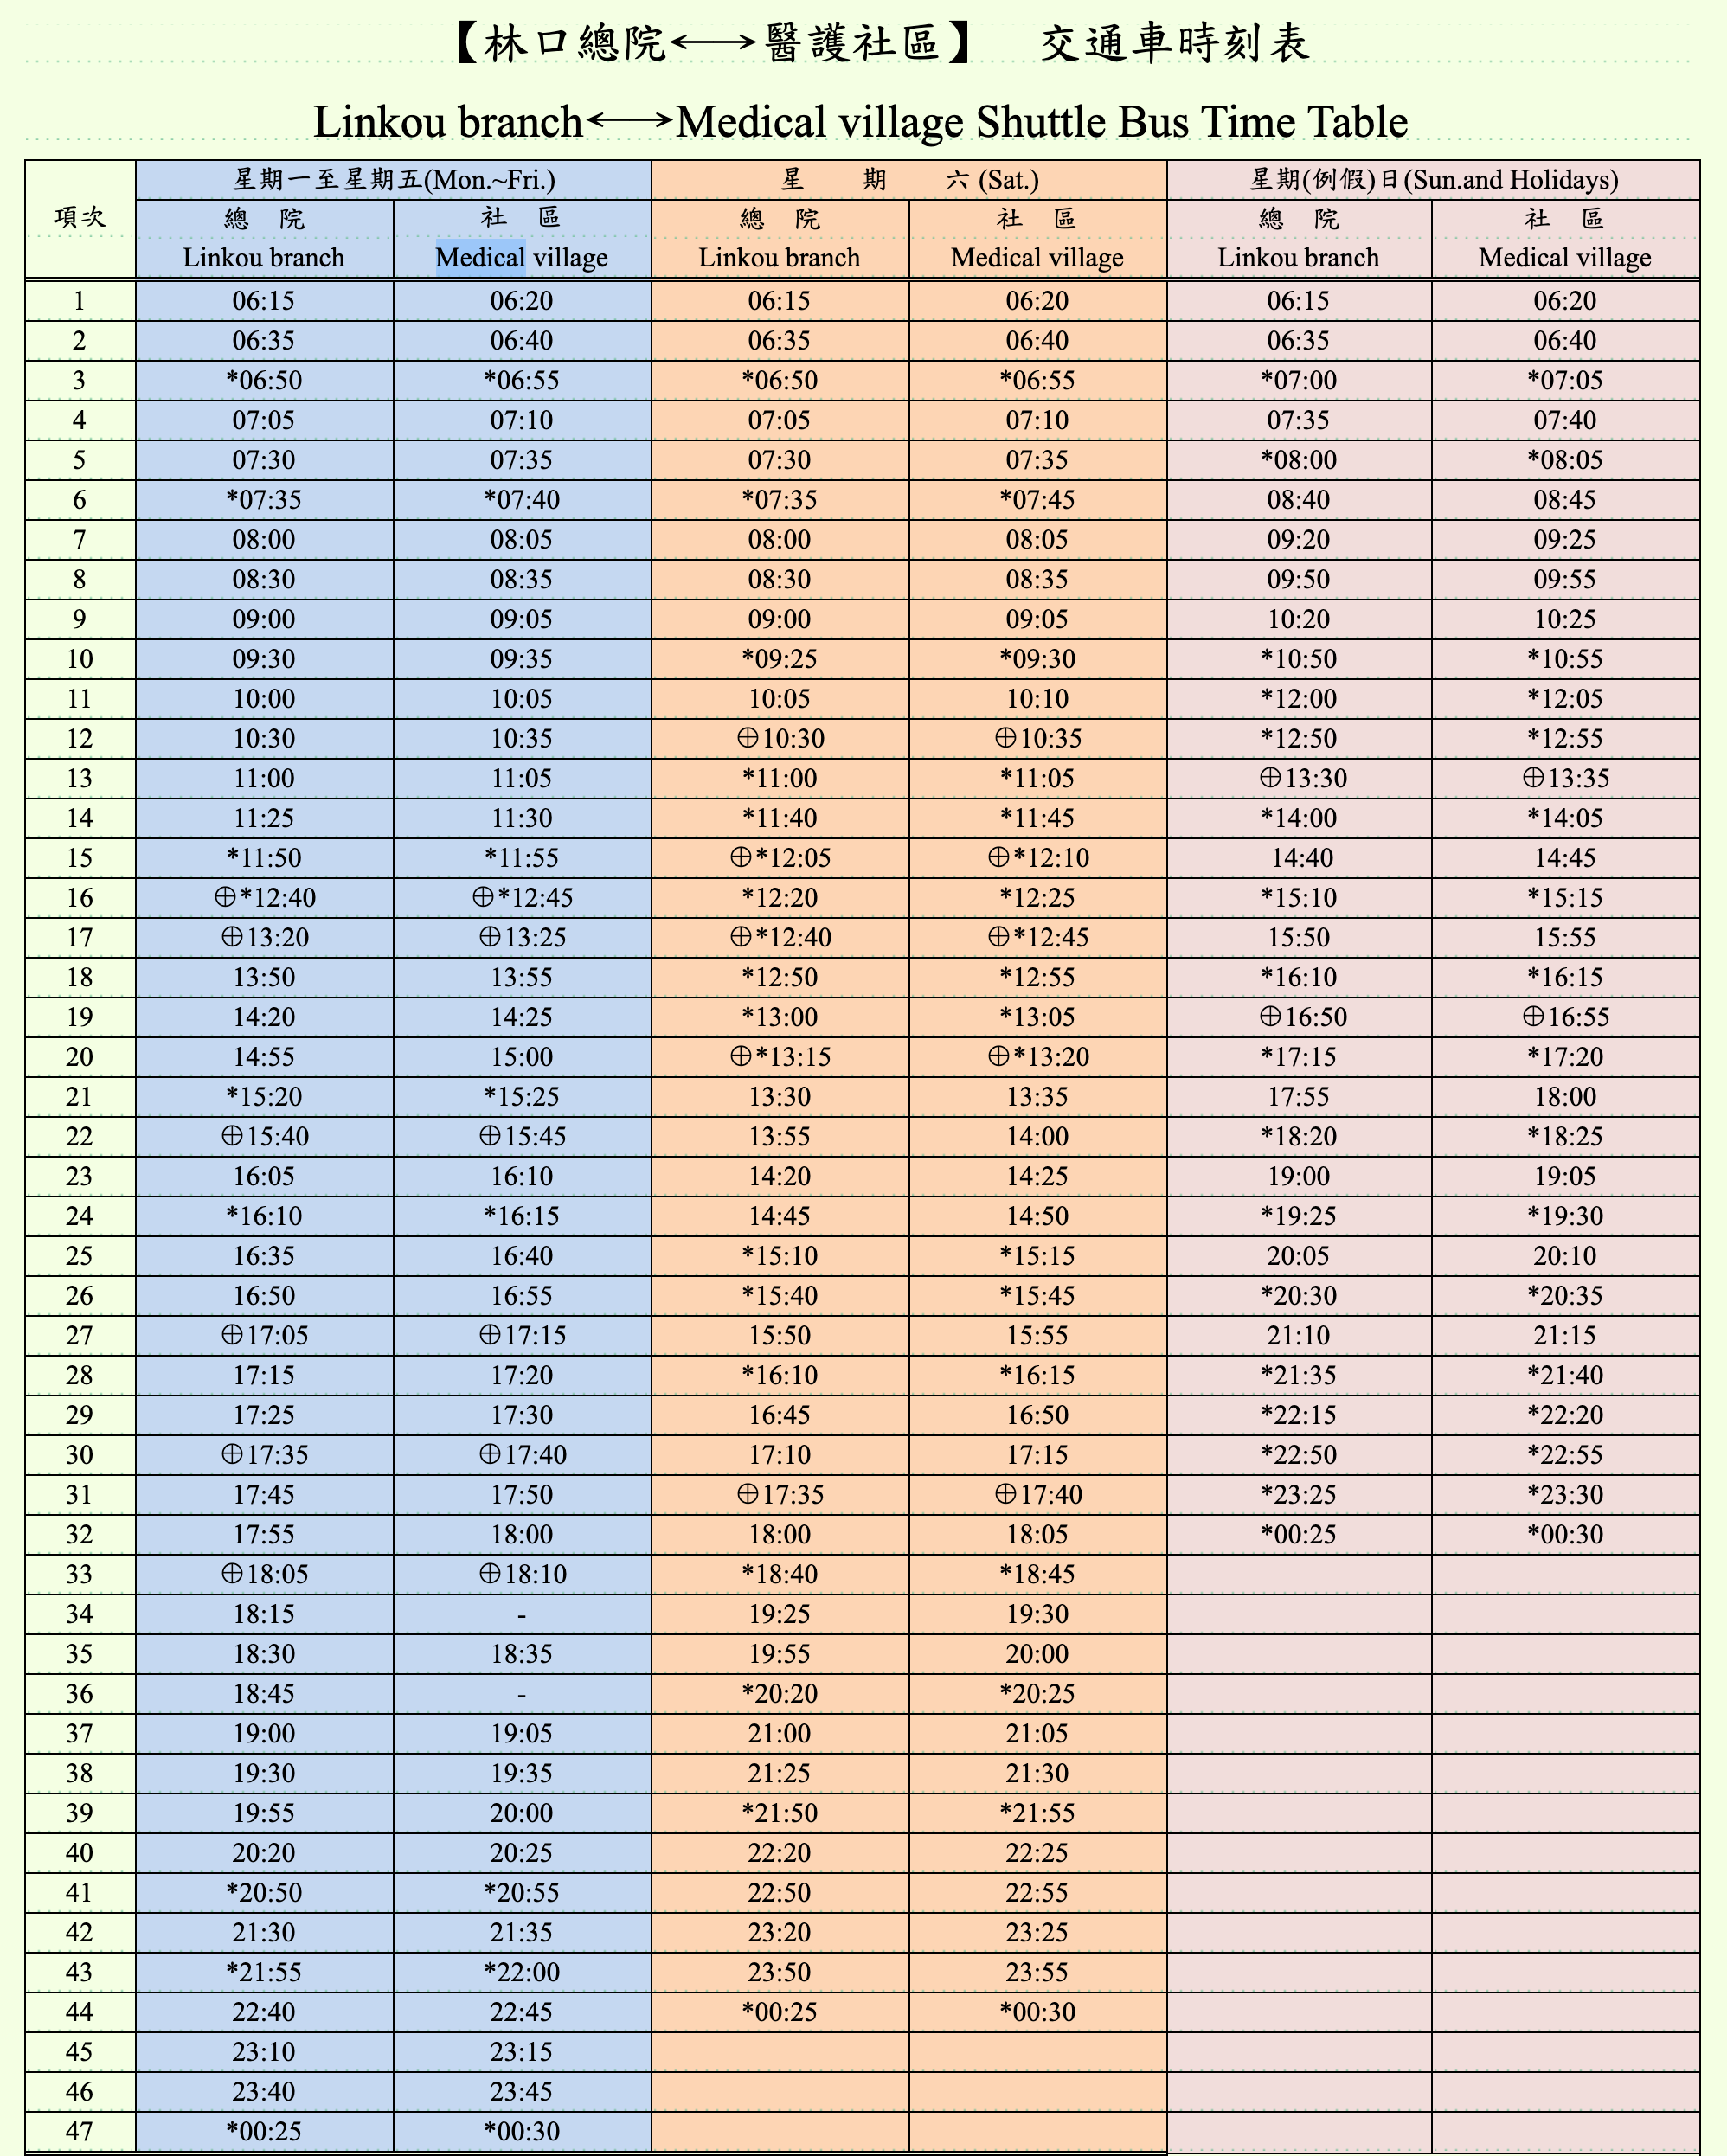 【林口總院⟷醫護社區】 交通車時刻表
Linkou branch⟷Medical village Shuttle Bus Time Table
項次 星期一至星期五(Mon.~Fri.) 星 期 六 (Sat.) 星期(例假)日(Sun.and Holidays)
總 院 社 區 總 院 社 區 總 院 社 區
Linkou branch Medical village Linkou branch Medical village Linkou branch Medical village
1 06:15 06:20 06:15 06:20 06:15 06:20
2 06:35 06:40 06:35 06:40 06:35 06:40
3 *06:50 *06:55 *06:50 *06:55 *07:00 *07:05
4 07:05 07:10 07:05 07:10 07:35 07:40
5 07:30 07:35 07:30 07:35 *08:00 *08:05
6 *07:35 *07:40 *07:35 *07:45 08:40 08:45
7 08:00 08:05 08:00 08:05 09:20 09:25
8 08:30 08:35 08:30 08:35 09:50 09:55
9 09:00 09:05 09:00 09:05 10:20 10:25
10 09:30 09:35 *09:25 *09:30 *10:50 *10:55
11 10:00 10:05 10:05 10:10 *12:00 *12:05
12 10:30 10:35 ⊕10:30 ⊕10:35 *12:50 *12:55
13 11:00 11:05 *11:00 *11:05 ⊕13:30 ⊕13:35
14 11:25 11:30 *11:40 *11:45 *14:00 *14:05
15 *11:50 *11:55 ⊕*12:05 ⊕*12:10 14:40 14:45
16 ⊕*12:40 ⊕*12:45 *12:20 *12:25 *15:10 *15:15
17 ⊕13:20 ⊕13:25 ⊕*12:40 ⊕*12:45 15:50 15:55
18 13:50 13:55 *12:50 *12:55 *16:10 *16:15
19 14:20 14:25 *13:00 *13:05 ⊕16:50 ⊕16:55
20 14:55 15:00 ⊕*13:15 ⊕*13:20 *17:15 *17:20
21 *15:20 *15:25 13:30 13:35 17:55 18:00
22 ⊕15:40 ⊕15:45 13:55 14:00 *18:20 *18:25
23 16:05 16:10 14:20 14:25 19:00 19:05
24 *16:10 *16:15 14:45 14:50 *19:25 *19:30
25 16:35 16:40 *15:10 *15:15 20:05 20:10
26 16:50 16:55 *15:40 *15:45 *20:30 *20:35
27 ⊕17:05 ⊕17:15 15:50 15:55 21:10 21:15
28 17:15 17:20 *16:10 *16:15 *21:35 *21:40
29 17:25 17:30 16:45 16:50 *22:15 *22:20
30 ⊕17:35 ⊕17:40 17:10 17:15 *22:50 *22:55
31 17:45 17:50 ⊕17:35 ⊕17:40 *23:25 *23:30
32 17:55 18:00 18:00 18:05 *00:25 *00:30
33 ⊕18:05 ⊕18:10 *18:40 *18:45
34 18:15 - 19:25 19:30
35 18:30 18:35 19:55 20:00
36 18:45 - *20:20 *20:25
37 19:00 19:05 21:00 21:05
38 19:30 19:35 21:25 21:30
39 19:55 20:00 *21:50 *21:55
40 20:20 20:25 22:20 22:25
41 *20:50 *20:55 22:50 22:55
42 21:30 21:35 23:20 23:25
43 *21:55 *22:00 23:50 23:55
44 22:40 22:45 *00:25 *00:30
45 23:10 23:15
46 23:40 23:45
47 *00:25 *00:30